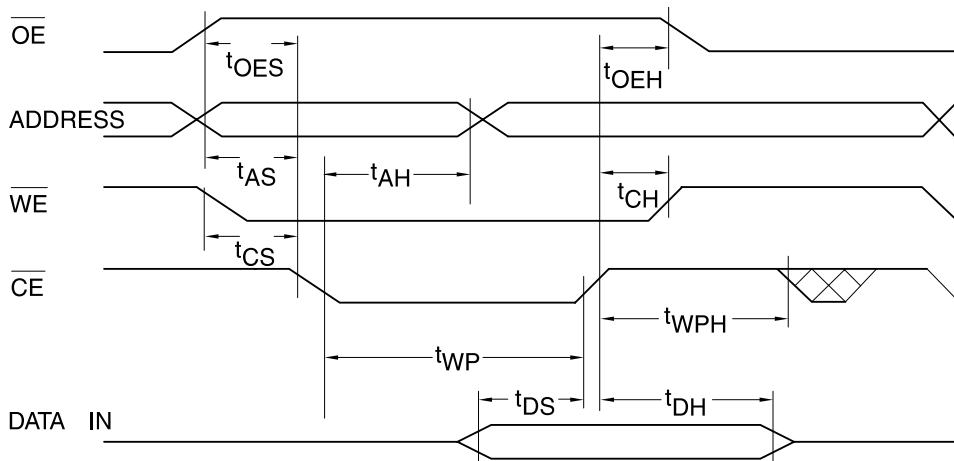 OE
tOES
tOEH
ADDRESS
tAS
tAH
tCH
WE
tCS
CE
tWPH
tWP
tDS
tDH
DATA IN